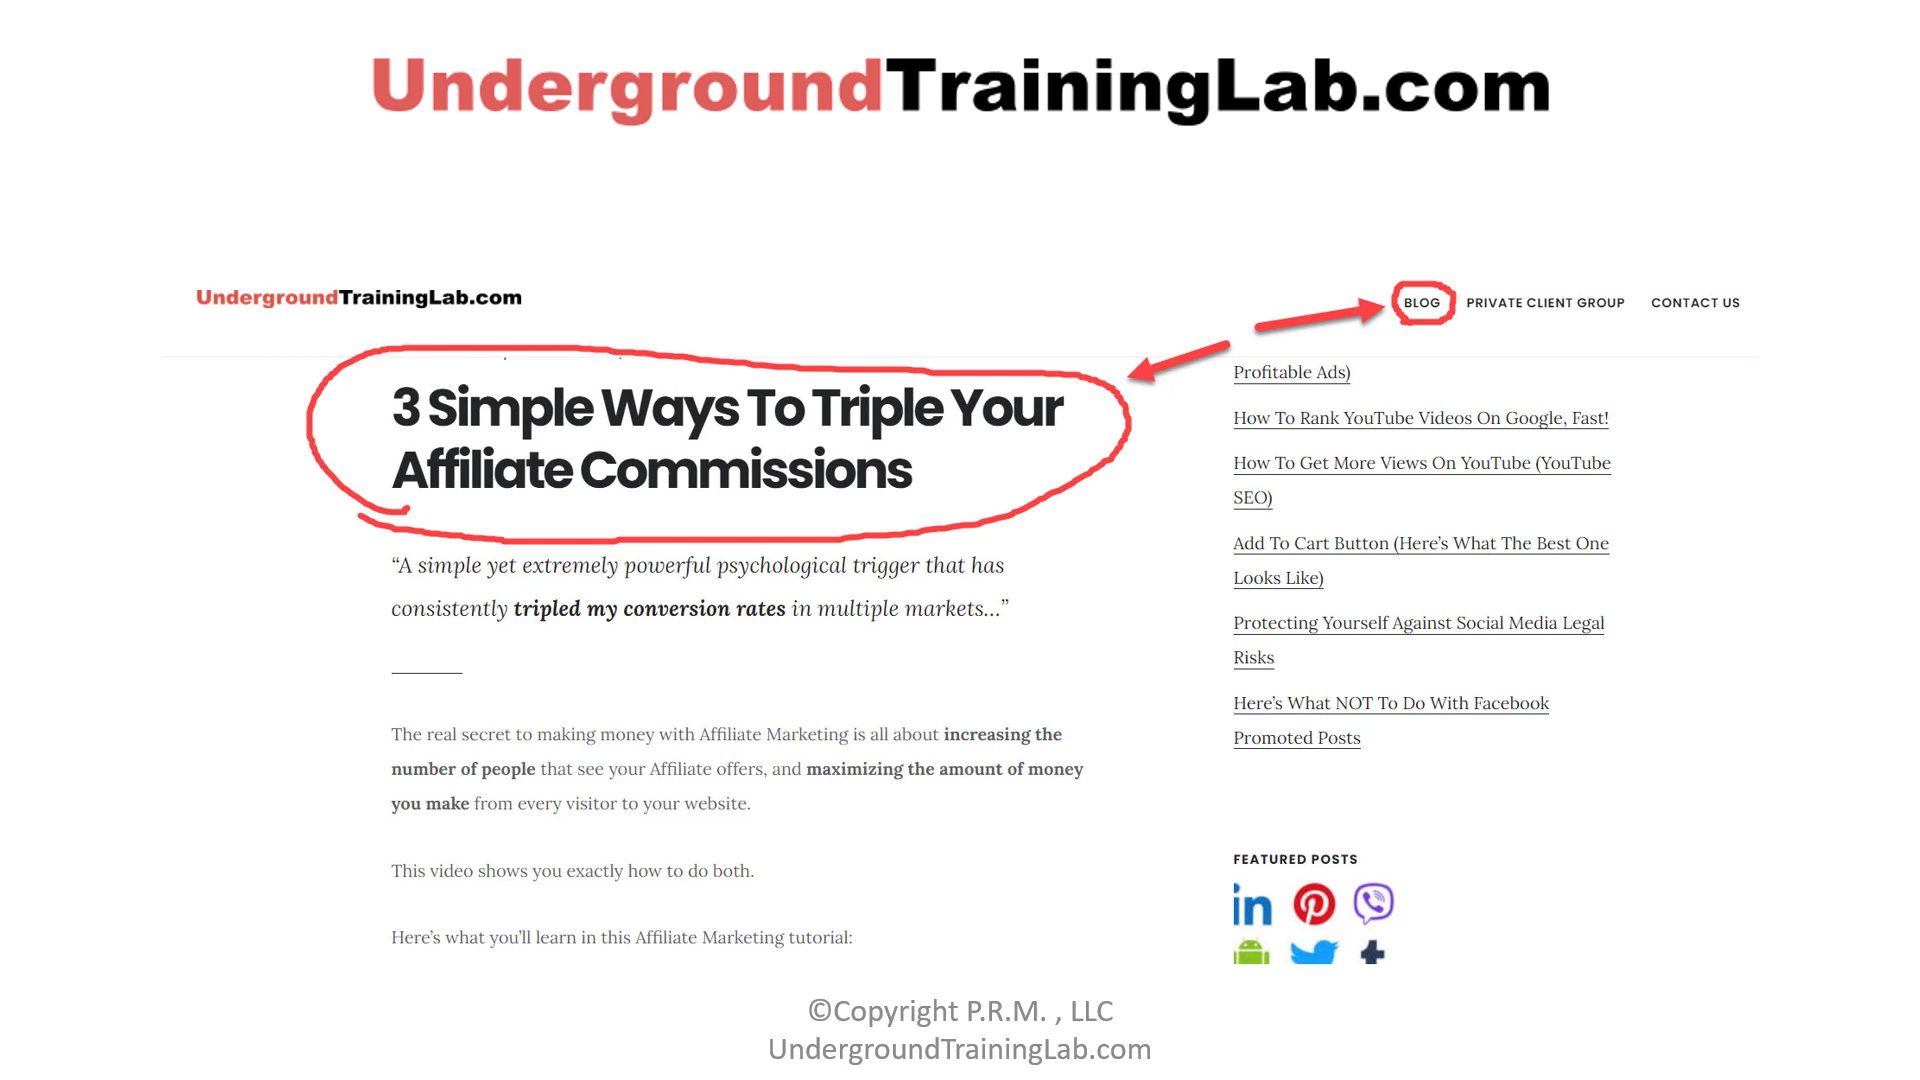 UndergroundTrainingLab.com
UndergroundTrainingLab.com
BLOG PRIVATE CLIENT GROUP CONTACT US
3 Simple Ways To Triple Your
Affiliate Commissions
“A simple yet extremely powerful psychological trigger that has
consistently tripled my conversion rates in multiple markets…”
The real secret to making money with Affiliate Marketing is all about increasing the
number of people that see your Affiliate offers, and maximizing the amount of money
you make from every visitor to your website.
This video shows you exactly how to do both.
Here’s what you’ll learn in this Affiliate Marketing tutorial:
Profitable Ads)
How To Rank YouTube Videos On Google, Fast!
How To Get More Views On YouTube (YouTube
SEO)
Add To Cart Button (Here’s What The Best One
Looks Like)
Protecting Yourself Against Social Media Legal
Risks
Here’s What NOT To Do With Facebook
Promoted Posts
FEATURED POSTS
in
©Copyright P.R.M. , LLC
UndergroundTrainingLab.com